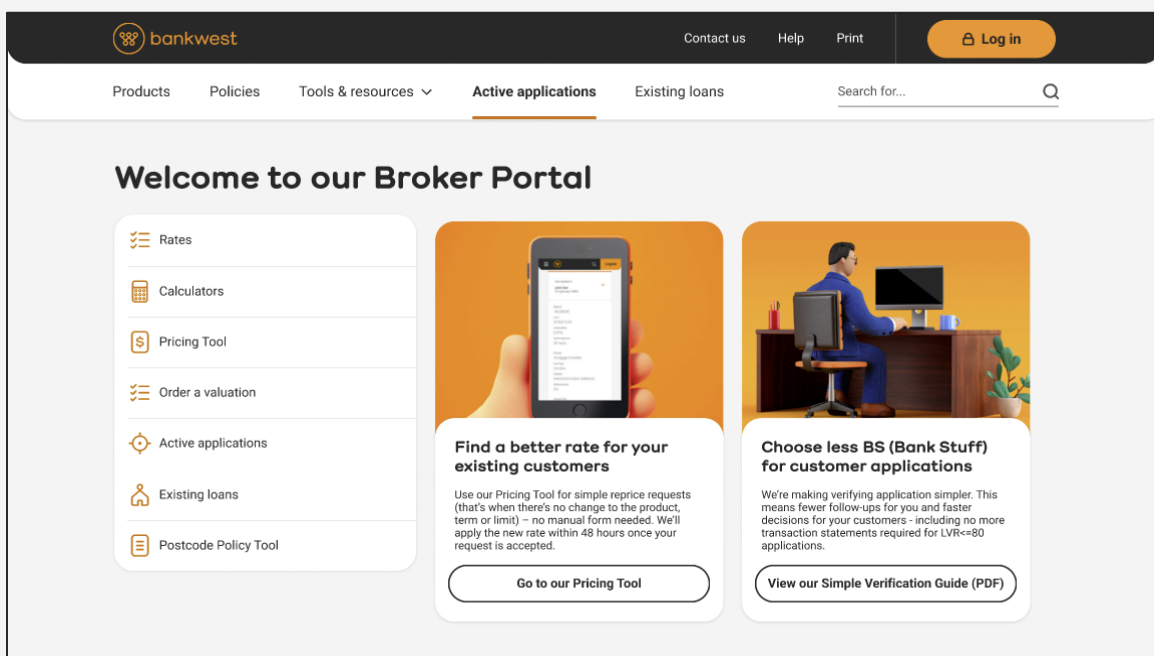 bankwest
Contact us
Help
Print
Log in
Products
Policies
Tools & resources
Active applications
Existing loans
Search for...
Welcome to our Broker Portal
Rates
Calculators
Pricing Tool
Order a valuation
Active applications
Existing loans
Postcode Policy Tool
Find a better rate for your
existing customers
Use our Pricing Tool for simple reprice requests
(that's when there's no change to the product,
term or limit) – no manual form needed. We'll
apply the new rate within 48 hours once your
request is accepted.
Go to our Pricing Tool
Choose less BS (Bank Stuff)
for customer applications
We're making verifying application simpler. This
means fewer follow-ups for you and faster
decisions for your customers - including no more
transaction statements required for LVR<=80
applications.
View our Simple Verification Guide (PDF)